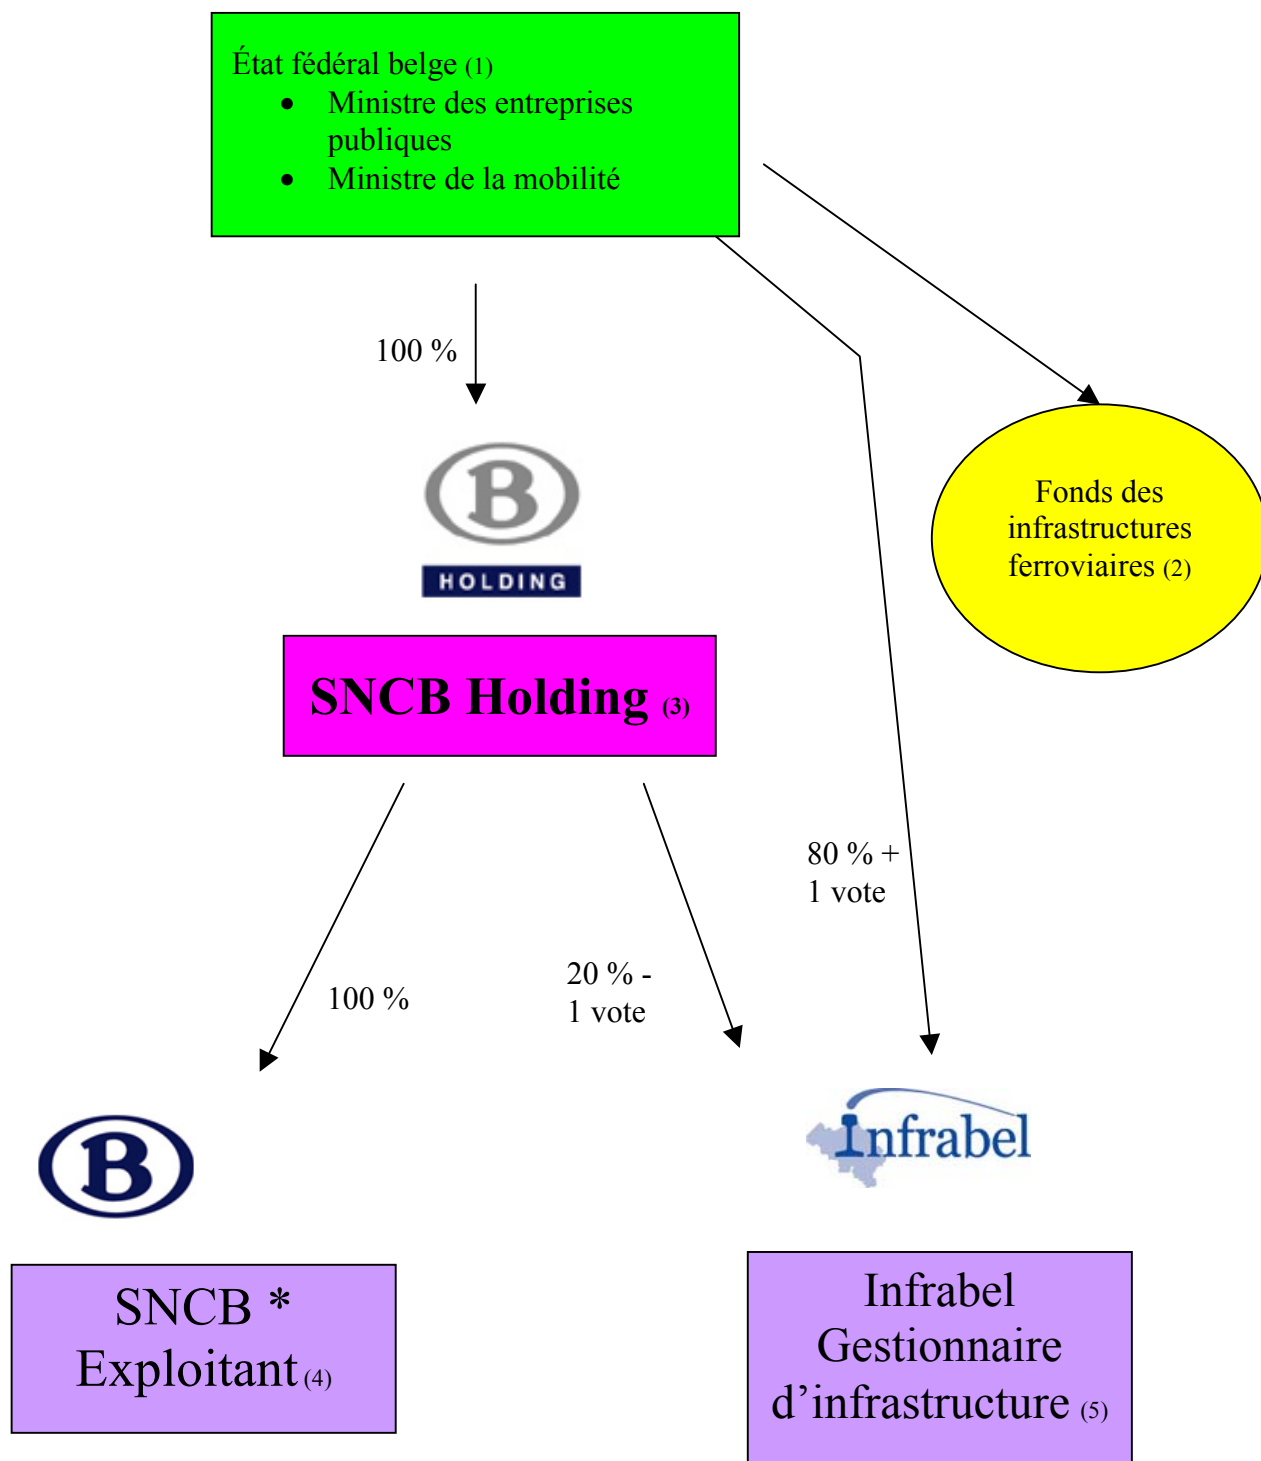 État fédéral belge (1)
• Ministre des entreprises
publiques
• Ministre de la mobilité
100 %
B
HOLDING
Fonds des
infrastructures
ferroviaires (2)
SNCB Holding (3)
80 % +
1 vote
20 % -
1 vote
100 %
B
Infrabel
SNCB *
Exploitant (4)
Infrabel
Gestionnaire
d’infrastructure (5)